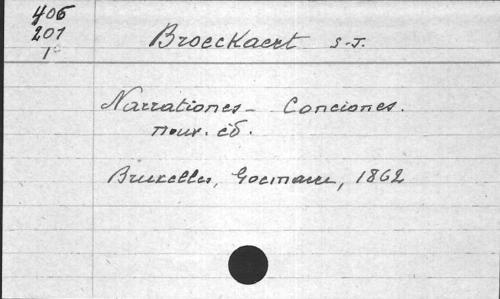 406
201
1°
Broeckaert S.J.
Narrationes - Conciones.
nouv. éd.
Bruxelles, Goemaere, 1862